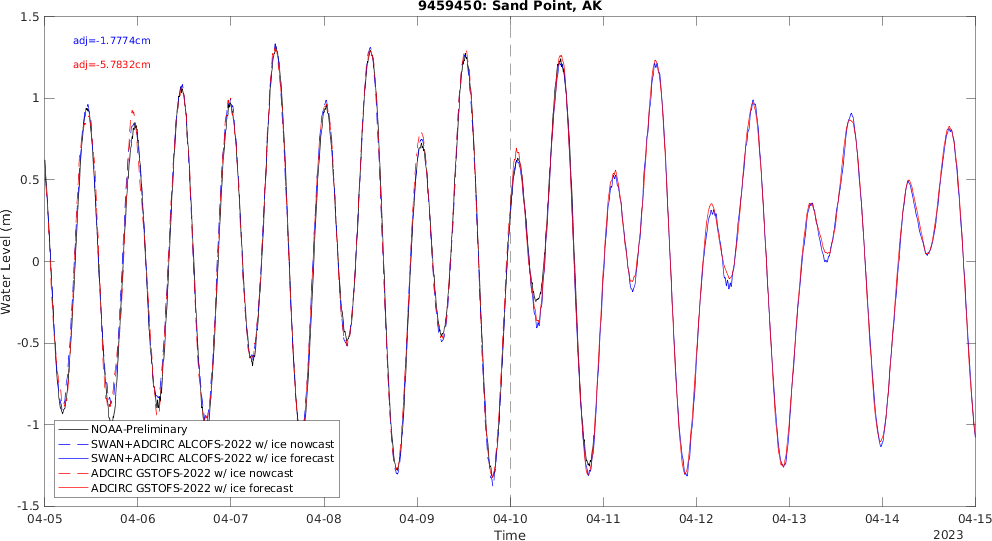 9459450: Sand Point, AK
1.5
adj=-1.7774cm
adj=-5.7832cm
1
0.5
0
-0.5
-1
-1.5
Water Level (m)
NOAA-Preliminary
SWAN+ADCIRC ALCOFS-2022 w/ ice nowcast
SWAN+ADCIRC ALCOFS-2022 w/ ice forecast
ADCIRC GSTOFS-2022 w/ ice nowcast
ADCIRC GSTOFS-2022 w/ ice forecast
04-05 04-06 04-07 04-08 04-09 04-10 04-11 04-12 04-13 04-14 04-15
Time
2023